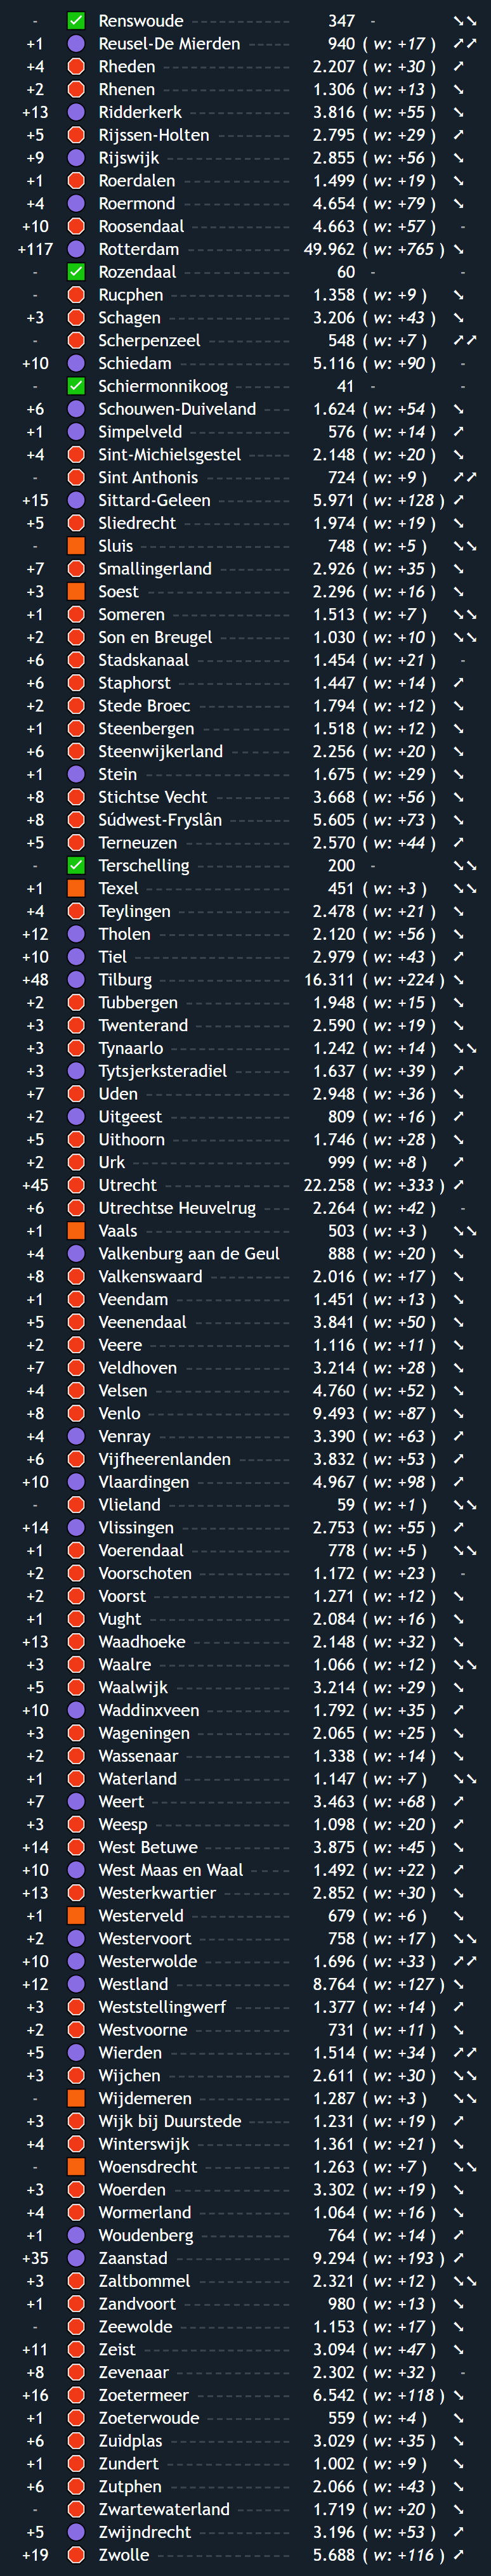 - Renswoude 347 -
+1 Reusel-De Mierden 940 ( w: +17 )
+4 Rheden 2.207 ( w: +30 )
+2 Rhenen 1.306 ( w: +13 )
+13 Ridderkerk 3.816 ( w: +55 )
+5 Rijssen-Holten 2.795 ( w: +29 )
+9 Rijswijk 2.855 ( w: +56 )
+1 Roerdalen 1.499 ( w: +19 )
+4 Roermond 4.654 ( w: +79 )
+10 Roosendaal 4.663 ( w: +57 ) -
+117 Rotterdam 49.962 ( w: +765 )
- Rozendaal 60 - -
- Rucphen 1.358 ( w: +9 )
+3 Schagen 3.206 ( w: +43 )
- Scherpenzeel 548 ( w: +7 )
+10 Schiedam 5.116 ( w: +90 ) -
- Schiermonnikoog 41 - -
+6 Schouwen-Duiveland 1.624 ( w: +54 )
+1 Simpelveld 576 ( w: +14 )
+4 Sint-Michielsgestel 2.148 ( w: +20 )
- Sint Anthonis 724 ( w: +9 )
+15 Sittard-Geleen 5.971 ( w: +128 )
+5 Sliedrecht 1.974 ( w: +19 )
- Sluis 748 ( w: +5 )
+7 Smallingerland 2.926 ( w: +35 )
+3 Soest 2.296 ( w: +16 )
+1 Someren 1.513 ( w: +7 )
+2 Son en Breugel 1.030 ( w: +10 )
+6 Stadskanaal 1.454 ( w: +21 ) -
+6 Staphorst 1.447 ( w: +14 )
+2 Stede Broec 1.794 ( w: +12 )
+1 Steenbergen 1.518 ( w: +12 )
+6 Steenwijkerland 2.256 ( w: +20 )
+1 Stein 1.675 ( w: +29 )
+8 Stichtse Vecht 3.668 ( w: +56 )
+8 Súdwest-Fryslân 5.605 ( w: +73 )
+5 Terneuzen 2.570 ( w: +44 )
- Terschelling 200 -
+1 Texel 451 ( w: +3 )
+4 Teylingen 2.478 ( w: +21 )
+12 Tholen 2.120 ( w: +56 )
+10 Tiel 2.979 ( w: +43 )
+48 Tilburg 16.311 ( w: +224 )
+2 Tubbergen 1.948 ( w: +15 )
+3 Twenterand 2.590 ( w: +19 )
+3 Tynaarlo 1.242 ( w: +14 )
+3 Tytsjerksteradiel 1.637 ( w: +39 )
+7 Uden 2.948 ( w: +36 )
+2 Uitgeest 809 ( w: +16 )
+5 Uithoorn 1.746 ( w: +28 )
+2 Urk 999 ( w: +8 )
+45 Utrecht 22.258 ( w: +333 )
+6 Utrechtse Heuvelrug 2.264 ( w: +42 ) -
+1 Vaals 503 ( w: +3 )
+4 Valkenburg aan de Geul 888 ( w: +20 )
+8 Valkenswaard 2.016 ( w: +17 )
+1 Veendam 1.451 ( w: +13 )
+5 Veenendaal 3.841 ( w: +50 )
+2 Veere 1.116 ( w: +11 )
+7 Veldhoven 3.214 ( w: +28 )
+4 Velsen 4.760 ( w: +52 )
+8 Venlo 9.493 ( w: +87 )
+4 Venray 3.390 ( w: +63 )
+6 Vijfheerenlanden 3.832 ( w: +53 )
+10 Vlaardingen 4.967 ( w: +98 )
- Vlieland 59 ( w: +1 )
+14 Vlissingen 2.753 ( w: +55 )
+1 Voerendaal 778 ( w: +5 )
+2 Voorschoten 1.172 ( w: +23 ) -
+2 Voorst 1.271 ( w: +12 )
+1 Vught 2.084 ( w: +16 )
+13 Waadhoeke 2.148 ( w: +32 )
+3 Waalre 1.066 ( w: +12 )
+5 Waalwijk 3.214 ( w: +29 )
+10 Waddinxveen 1.792 ( w: +35 )
+3 Wageningen 2.065 ( w: +25 )
+2 Wassenaar 1.338 ( w: +14 )
+1 Waterland 1.147 ( w: +7 )
+7 Weert 3.463 ( w: +68 )
+3 Weesp 1.098 ( w: +20 )
+14 West Betuwe 3.875 ( w: +45 )
+10 West Maas en Waal 1.492 ( w: +22 )
+13 Westerkwartier 2.852 ( w: +30 )
+1 Westerveld 679 ( w: +6 )
+2 Westervoort 758 ( w: +17 )
+10 Westerwolde 1.696 ( w: +33 )
+12 Westland 8.764 ( w: +127 )
+3 Weststellingwerf 1.377 ( w: +14 )
+2 Westvoorne 731 ( w: +11 )
+5 Wierden 1.514 ( w: +34 )
+3 Wijchen 2.611 ( w: +30 )
- Wijdemeren 1.287 ( w: +3 )
+3 Wijk bij Duurstede 1.231 ( w: +19 )
+4 Winterswijk 1.361 ( w: +21 )
- Woensdrecht 1.263 ( w: +7 )
+3 Woerden 3.302 ( w: +19 )
+4 Wormerland 1.064 ( w: +16 )
+1 Woudenberg 764 ( w: +14 )
+35 Zaanstad 9.294 ( w: +193 )
+3 Zaltbommel 2.321 ( w: +12 )
+1 Zandvoort 980 ( w: +13 )
- Zeewolde 1.153 ( w: +17 )
+11 Zeist 3.094 ( w: +47 )
+8 Zevenaar 2.302 ( w: +32 ) -
+16 Zoetermeer 6.542 ( w: +118 )
+1 Zoeterwoude 559 ( w: +4 )
+6 Zuidplas 3.029 ( w: +35 )
+1 Zundert 1.002 ( w: +9 )
+6 Zutphen 2.066 ( w: +43 )
- Zwartewaterland 1.719 ( w: +20 )
+5 Zwijndrecht 3.196 ( w: +53 )
+19 Zwolle 5.688 ( w: +116 )